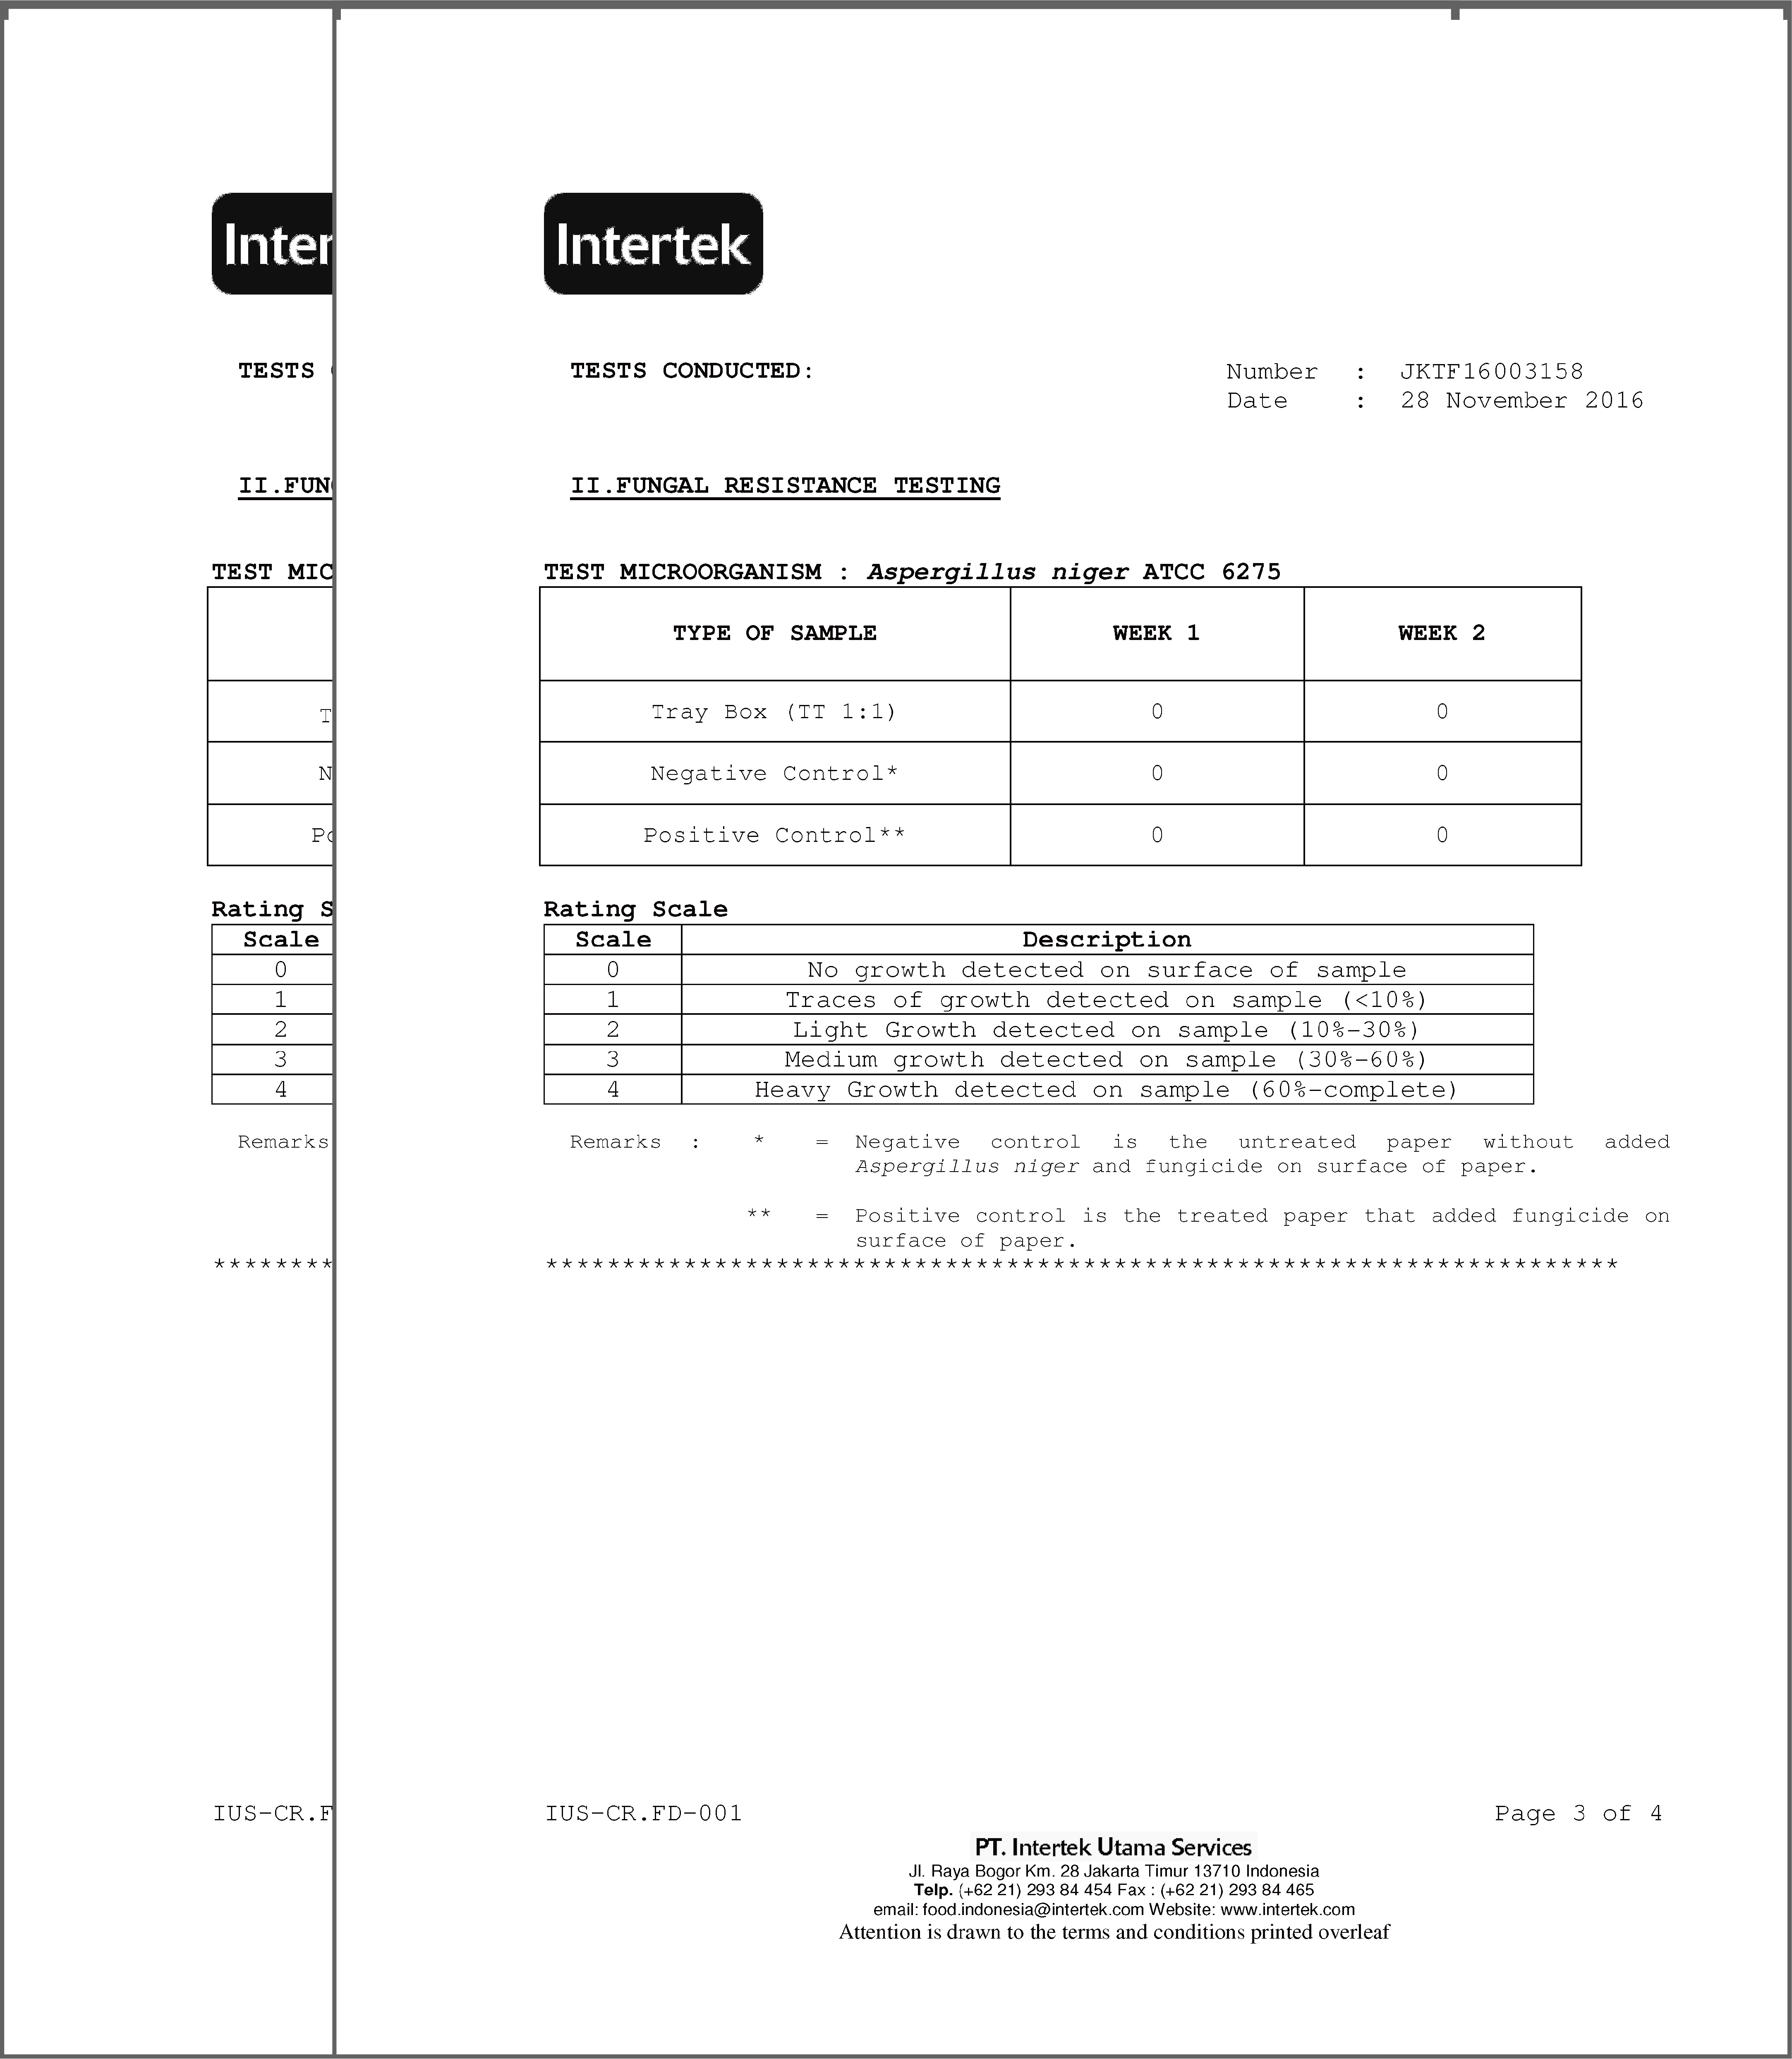 Inter
TESTS
II.FUN
TEST MIC
T
N
Rating S
Scale
0
1
2
3
4
Remarks
********
IUS-CR.F
Intertek
TESTS CONDUCTED:
Number : JKTF16003158
Date : 28 November 2016
II.FUNGAL RESISTANCE TESTING
TEST MICROORGANISM : Aspergillus niger ATCC 6275
TYPE OF SAMPLE WEEK 1 WEEK 2
Tray Box (TT 1:1) 0 0
Negative Control* 0 0
Positive Control** 0 0
Rating Scale
Scale Description
0 No growth detected on surface of sample
1 Traces of growth detected on sample (<10%)
2 Light Growth detected on sample (10%-30%)
3 Medium growth detected on sample (30%-60%)
4 Heavy Growth detected on sample (60%-complete)
Remarks : * = Negative control is the untreated paper without added
Aspergillus niger and fungicide on surface of paper.
** = Positive control is the treated paper that added fungicide on
surface of paper.
**********************************************************************
IUS-CR.FD-001 Page 3 of 4
PT. Intertek Utama Services
Jl. Raya Bogor Km. 28 Jakarta Timur 13710 Indonesia
Telp. (+62 21) 293 84 454 Fax : (+62 21) 293 84 465
email: food.indonesia@intertek.com Website: www.intertek.com
Attention is drawn to the terms and conditions printed overleaf